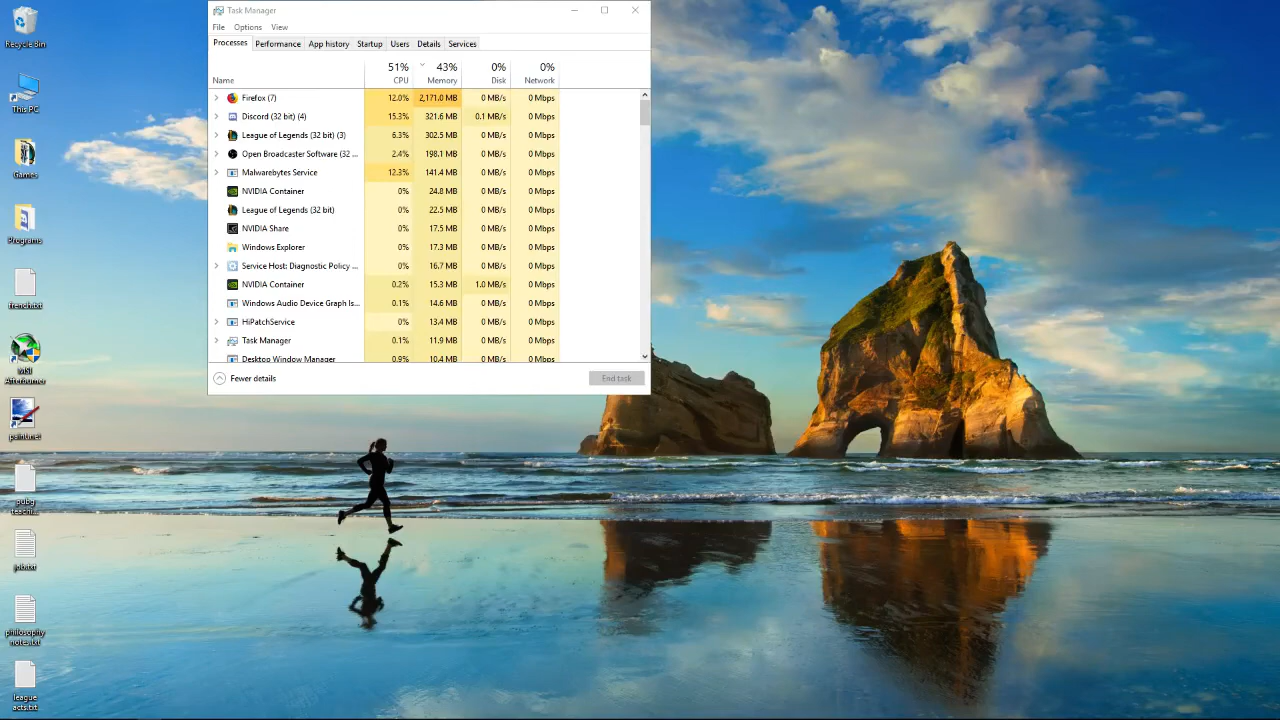 Recycle Bin
This PC
Games
Programs
french.txt
MSI
Afterburner
paint.net
pubg
teachi...
job.txt
philosophy
notes.txt
league
acts.txt
Task Manager
File Options View
Processes Performance App history Startup Users Details Services
51% 43% 0% 0%
Name CPU Memory Disk Network
Firefox (7) 12.0% 2,171.0 MB 0 MB/s 0 Mbps
Discord (32 bit) (4) 15.3% 321.6 MB 0.1 MB/s 0 Mbps
League of Legends (32 bit) (3) 6.3% 302.5 MB 0 MB/s 0 Mbps
Open Broadcaster Software (32 ... 2.4% 198.1 MB 0 MB/s 0 Mbps
Malwarebytes Service 12.3% 141.4 MB 0 MB/s 0 Mbps
NVIDIA Container 0% 24.8 MB 0 MB/s 0 Mbps
League of Legends (32 bit) 0% 22.5 MB 0 MB/s 0 Mbps
NVIDIA Share 0% 17.5 MB 0 MB/s 0 Mbps
Windows Explorer 0% 17.3 MB 0 MB/s 0 Mbps
Service Host: Diagnostic Policy ... 0% 16.7 MB 0 MB/s 0 Mbps
NVIDIA Container 0.2% 15.3 MB 1.0 MB/s 0 Mbps
Windows Audio Device Graph Is... 0.1% 14.6 MB 0 MB/s 0 Mbps
HiPatchService 0% 13.4 MB 0 MB/s 0 Mbps
Task Manager 0.1% 11.9 MB 0 MB/s 0 Mbps
Desktop Window Manager 0.9% 10.4 MB 0 MB/s 0 Mbps
Fewer details End task